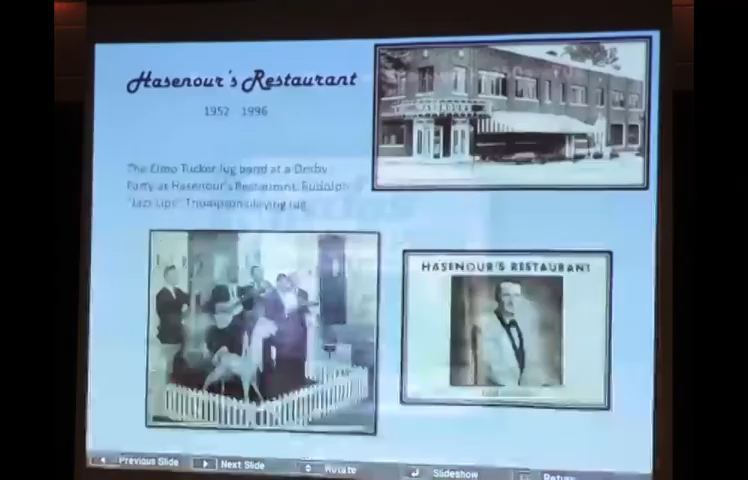 Hasenour's Restaurant
1952 1996
The Elmo Tucker Jug band at a Derby
Party at Hasenour's Restaurant. Rudolph
"Jazz Lips" Thompson playing jug
HASENOUR'S RESTAURANT
Previous Slide Next Slide Rotate Slideshow Return